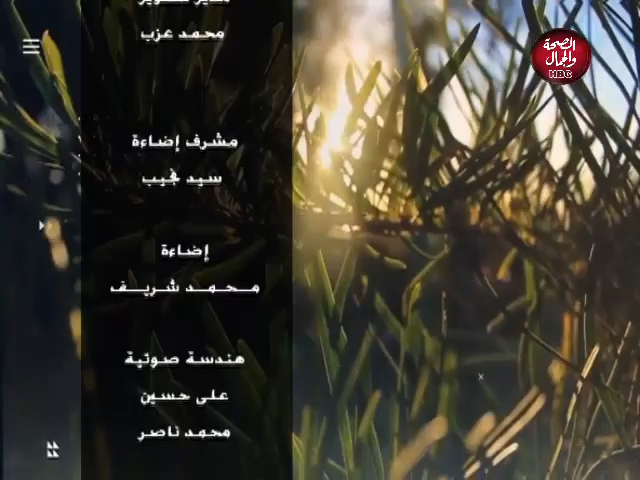 محمد عزب
مشرف إضاءة
سيد نجيب
إضاءة
محمد شريف
هندسة صوتية
على حسين
محمد ناصر
الصحة
والجمال
HBC